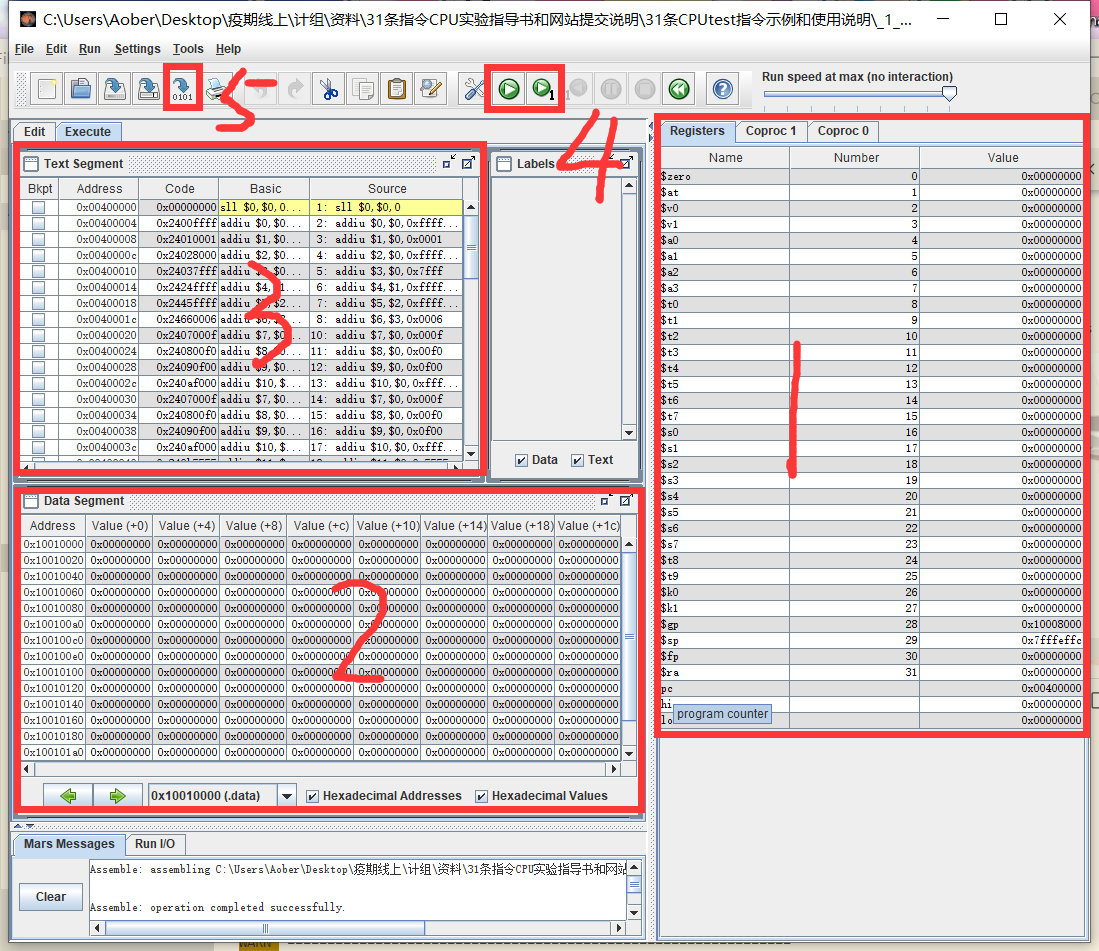 C:\Users\Aober\Desktop\疫期线上\计组\资料\31条指令CPU实验指导书和网站提交说明\31条CPUtest指令示例和使用说明\_1_...
File Edit Run Settings Tools Help
5
4
Run speed at max (no interaction)
Edit Execute
Text Segment
Bkpt Address Code Basic Source
0x00400000 0x00000000 sll $0,$0,0... 1: sll $0,$0,0
0x00400004 0x2400ffff addiu $0,$0... 2: addiu $0,$0,0xffff...
0x00400008 0x24010001 addiu $1,$0... 3: addiu $1,$0,0x0001
0x0040000c 0x24028000 addiu $2,$0... 4: addiu $2,$0,0xffff...
0x00400010 0x24037fff addiu $3,$0... 5: addiu $3,$0,0x7fff
0x00400014 0x2424ffff addiu $4,$1... 6: addiu $4,$1,0xffff...
0x00400018 0x2445ffff addiu $5,$2... 7: addiu $5,$2,0xffff...
0x0040001c 0x24660006 addiu $6,$3... 8: addiu $6,$3,0x0006
0x00400020 0x2407000f addiu $7,$0... 10: addiu $7,$0,0x000f
0x00400024 0x240800f0 addiu $8,$0... 11: addiu $8,$0,0x00f0
0x00400028 0x24090f00 addiu $9,$0... 12: addiu $9,$0,0x0f00
0x0040002c 0x240af000 addiu $10,$... 13: addiu $10,$0,0xfff...
0x00400030 0x2407000f addiu $7,$0... 14: addiu $7,$0,0x000f
0x00400034 0x240800f0 addiu $8,$0... 15: addiu $8,$0,0x00f0
0x00400038 0x24090f00 addiu $9,$0... 16: addiu $9,$0,0x0f00
0x0040003c 0x240af000 addiu $10,$... 17: addiu $10,$0,0xfff...
3
Labels
Data Text
Data Segment
Address Value (+0) Value (+4) Value (+8) Value (+c) Value (+10) Value (+14) Value (+18) Value (+1c)
0x10010000 0x00000000 0x00000000 0x00000000 0x00000000 0x00000000 0x00000000 0x00000000 0x00000000
0x10010020 0x00000000 0x00000000 0x00000000 0x00000000 0x00000000 0x00000000 0x00000000 0x00000000
0x10010040 0x00000000 0x00000000 0x00000000 0x00000000 0x00000000 0x00000000 0x00000000 0x00000000
0x10010060 0x00000000 0x00000000 0x00000000 0x00000000 0x00000000 0x00000000 0x00000000 0x00000000
0x10010080 0x00000000 0x00000000 0x00000000 0x00000000 0x00000000 0x00000000 0x00000000 0x00000000
0x100100a0 0x00000000 0x00000000 0x00000000 0x00000000 0x00000000 0x00000000 0x00000000 0x00000000
0x100100c0 0x00000000 0x00000000 0x00000000 0x00000000 0x00000000 0x00000000 0x00000000 0x00000000
0x100100e0 0x00000000 0x00000000 0x00000000 0x00000000 0x00000000 0x00000000 0x00000000 0x00000000
0x10010100 0x00000000 0x00000000 0x00000000 0x00000000 0x00000000 0x00000000 0x00000000 0x00000000
0x10010120 0x00000000 0x00000000 0x00000000 0x00000000 0x00000000 0x00000000 0x00000000 0x00000000
0x10010140 0x00000000 0x00000000 0x00000000 0x00000000 0x00000000 0x00000000 0x00000000 0x00000000
0x10010160 0x00000000 0x00000000 0x00000000 0x00000000 0x00000000 0x00000000 0x00000000 0x00000000
0x10010180 0x00000000 0x00000000 0x00000000 0x00000000 0x00000000 0x00000000 0x00000000 0x00000000
0x100101a0 0x00000000 0x00000000 0x00000000 0x00000000 0x00000000 0x00000000 0x00000000 0x00000000
2
0x10010000 (.data) Hexadecimal Addresses Hexadecimal Values
Mars Messages Run I/O
Assemble: assembling C:\Users\Aober\Desktop\疫期线上\计组\资料\31条指令CPU实验指导书和网站
Clear
Assemble: operation completed successfully.
Registers Coproc 1 Coproc 0
Name Number Value
$zero 0 0x00000000
$at 1 0x00000000
$v0 2 0x00000000
$v1 3 0x00000000
$a0 4 0x00000000
$a1 5 0x00000000
$a2 6 0x00000000
$a3 7 0x00000000
$t0 8 0x00000000
$t1 9 0x00000000
$t2 10 0x00000000
$t3 11 0x00000000
$t4 12 0x00000000
$t5 13 0x00000000
$t6 14 0x00000000
$t7 15 0x00000000
$s0 16 0x00000000
$s1 17 0x00000000
$s2 18 0x00000000
$s3 19 0x00000000
$s4 20 0x00000000
$s5 21 0x00000000
$s6 22 0x00000000
$s7 23 0x00000000
$t8 24 0x00000000
$t9 25 0x00000000
$k0 26 0x00000000
$k1 27 0x00000000
$gp 28 0x10008000
$sp 29 0x7fffeffc
$fp 30 0x00000000
$ra 31 0x00000000
pc 0x00400000
hi 0x00000000
lo 0x00000000
program counter
1